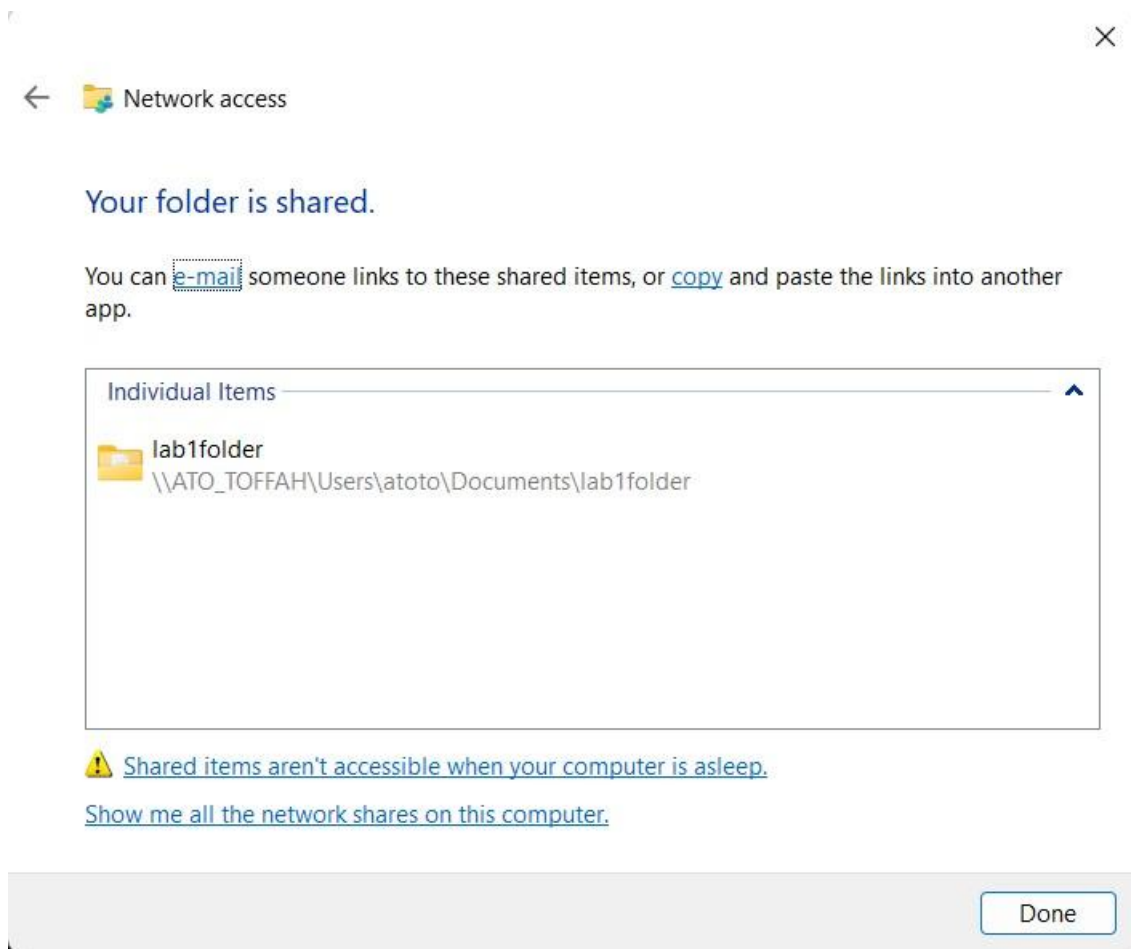 Network access
Your folder is shared.
You can e-mail someone links to these shared items, or copy and paste the links into another
app.
Individual Items
lab1folder
\\ATO_TOFFAH\Users\atoto\Documents\lab1folder
Shared items aren't accessible when your computer is asleep.
Show me all the network shares on this computer.
Done